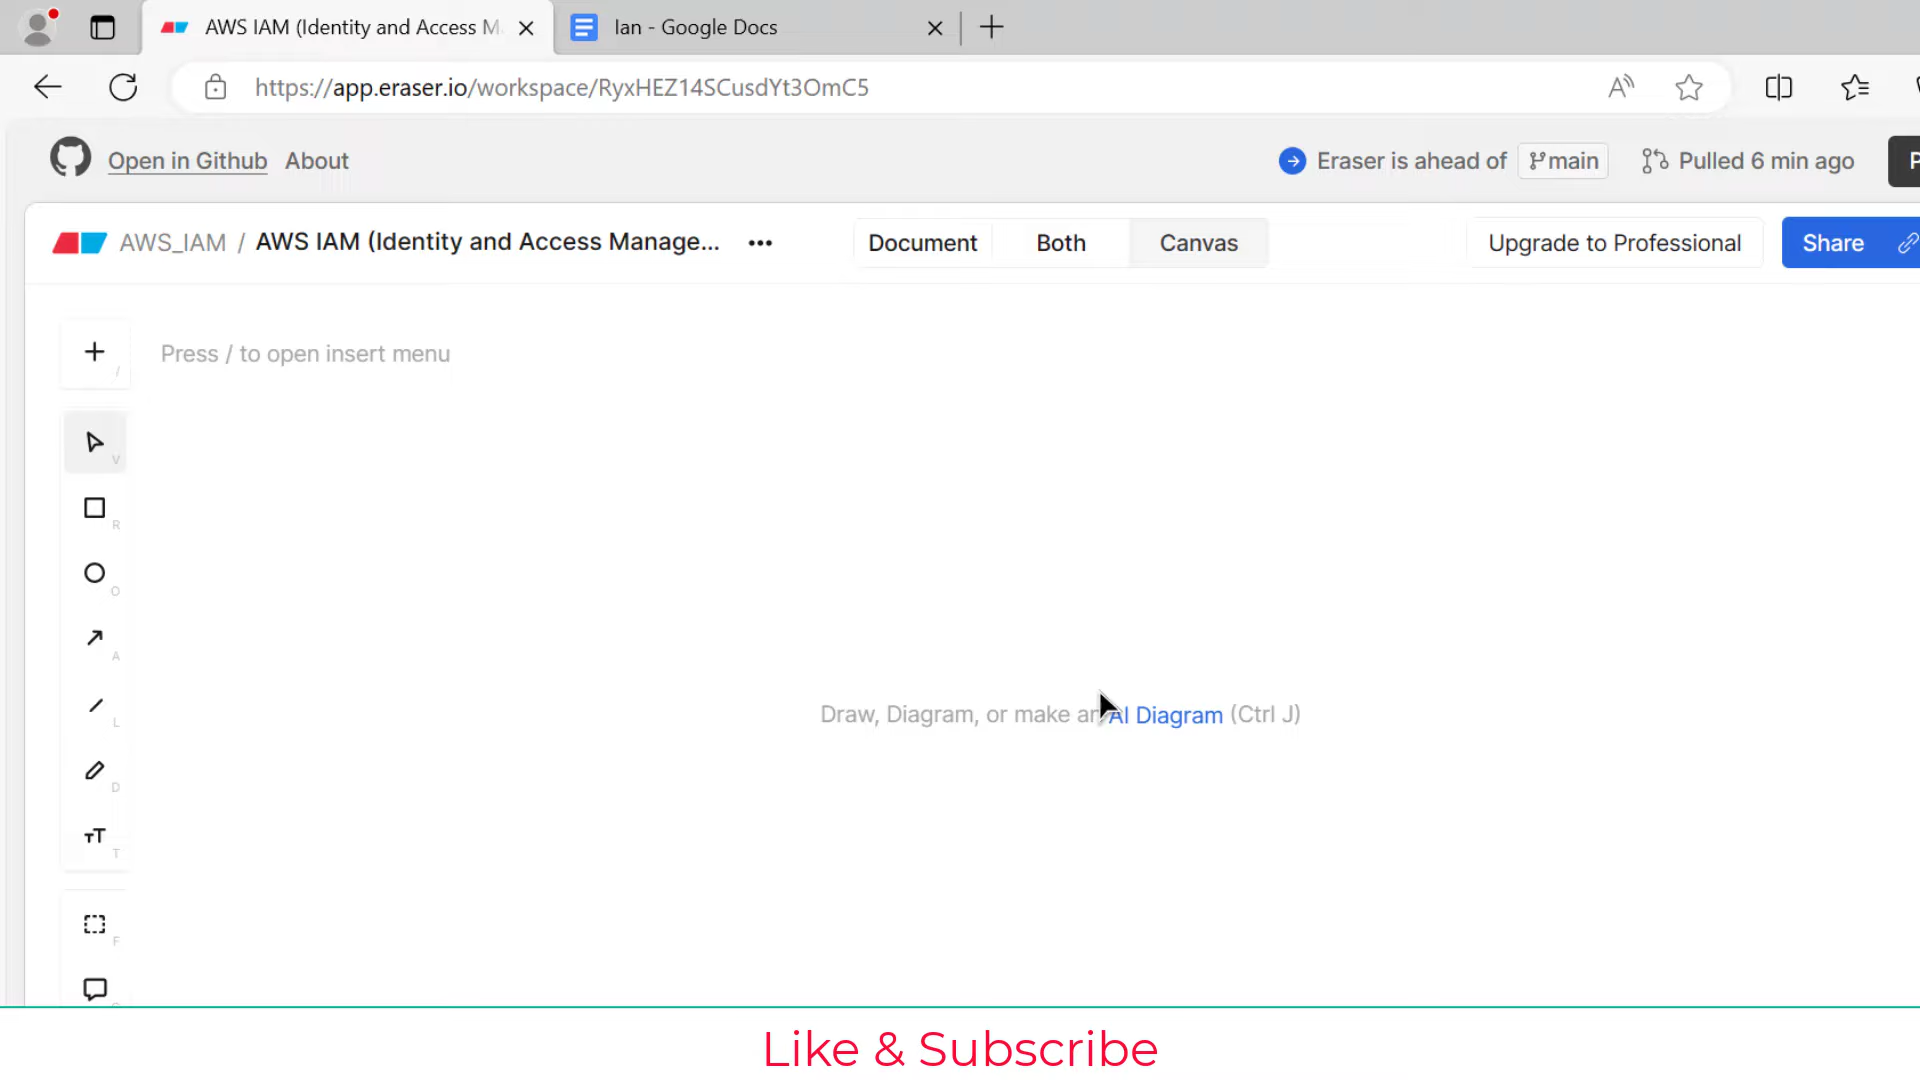 AWS IAM (Identity and Access M
Ian - Google Docs
https://app.eraser.io/workspace/RyxHEZ14SCusdYt3OmC5
Open in Github About
Eraser is ahead of main Pulled 6 min ago P
AWS_IAM / AWS IAM (Identity and Access Manage... •••
Document Both Canvas
Upgrade to Professional Share
+ / Press / to open insert menu
V
R
O
A
Draw, Diagram, or make an AI Diagram (Ctrl J)
L
D
T
F
Like & Subscribe